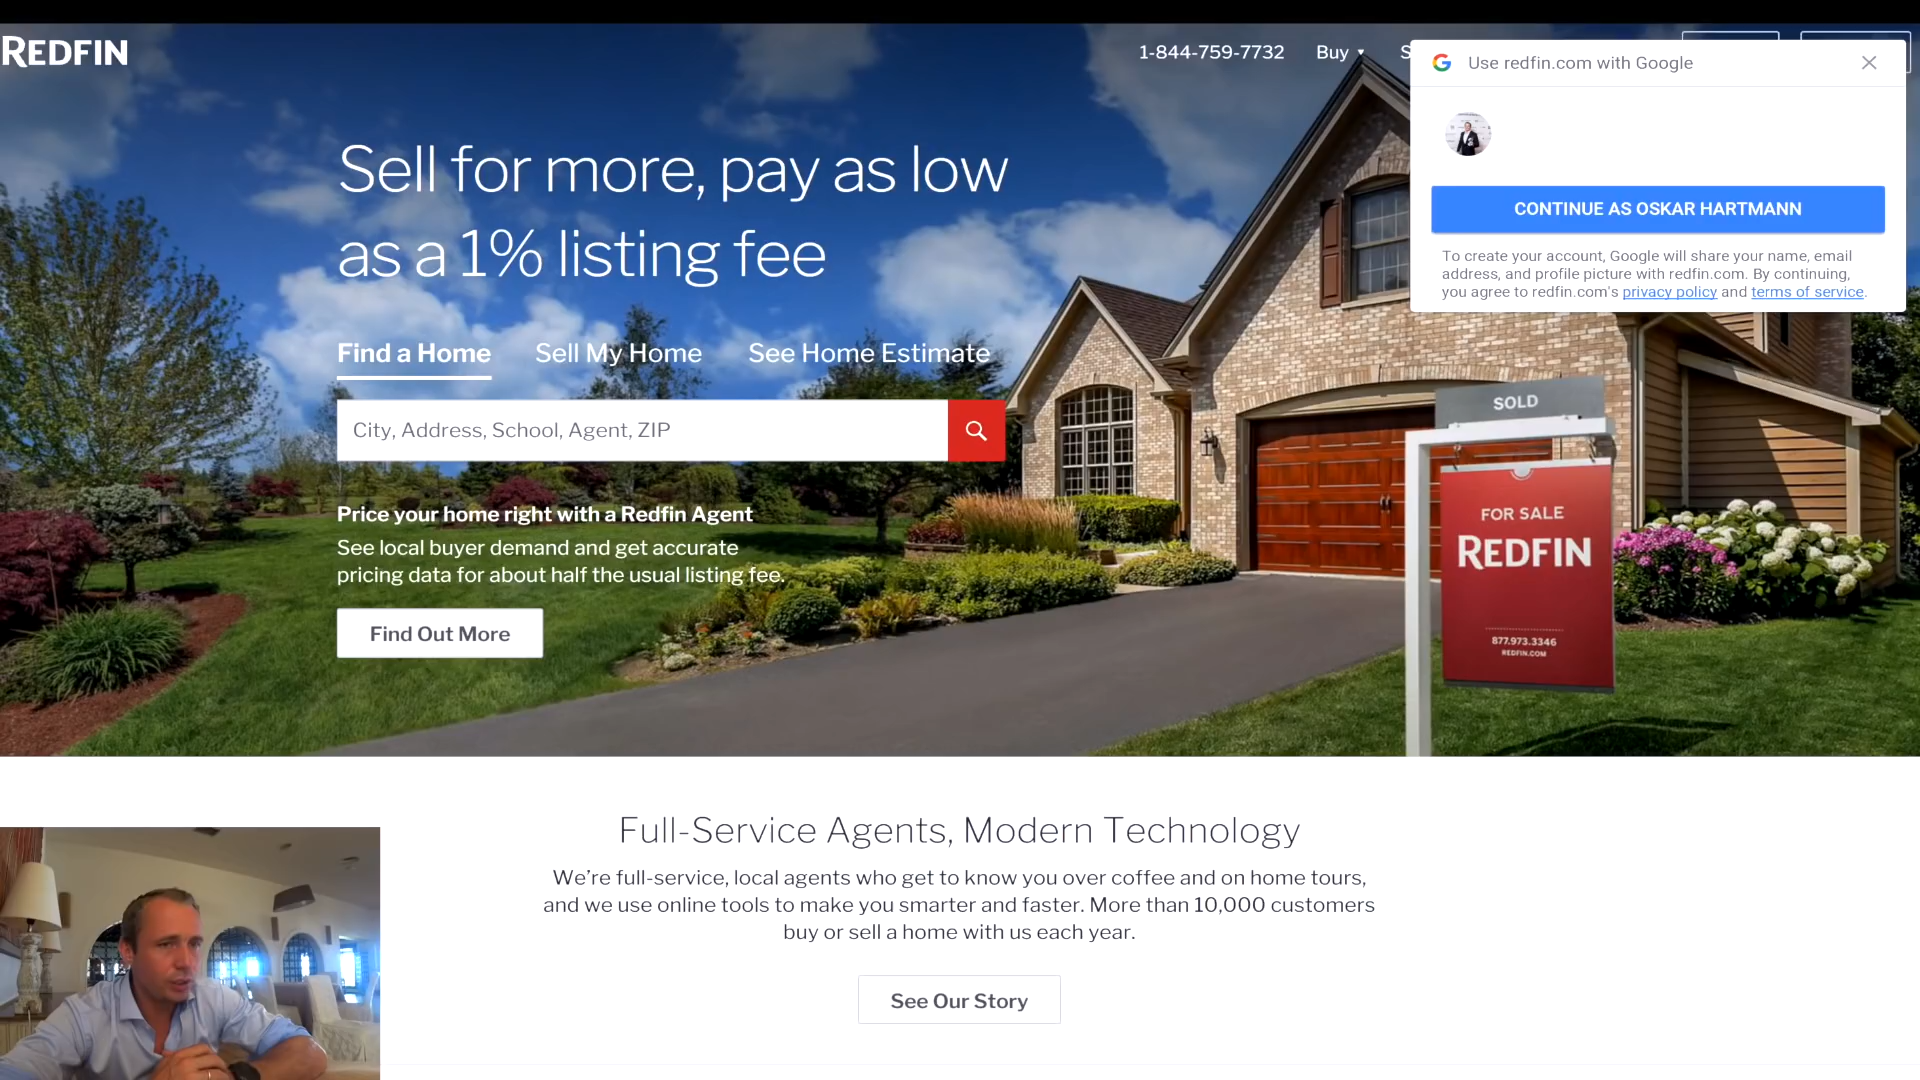 REDFIN
1-844-759-7732 Buy ▼ S
Use redfin.com with Google
CONTINUE AS OSKAR HARTMANN
To create your account, Google will share your name, email
address, and profile picture with redfin.com. By continuing,
you agree to redfin.com's privacy policy and terms of service.
Sell for more, pay as low
as a 1% listing fee
Find a Home Sell My Home See Home Estimate
City, Address, School, Agent, ZIP
Price your home right with a Redfin Agent
See local buyer demand and get accurate
pricing data for about half the usual listing fee.
Find Out More
SOLD
FOR SALE
REDFIN
877.973.3346
REDFIN.COM
Full-Service Agents, Modern Technology
We’re full-service, local agents who get to know you over coffee and on home tours,
and we use online tools to make you smarter and faster. More than 10,000 customers
buy or sell a home with us each year.
See Our Story